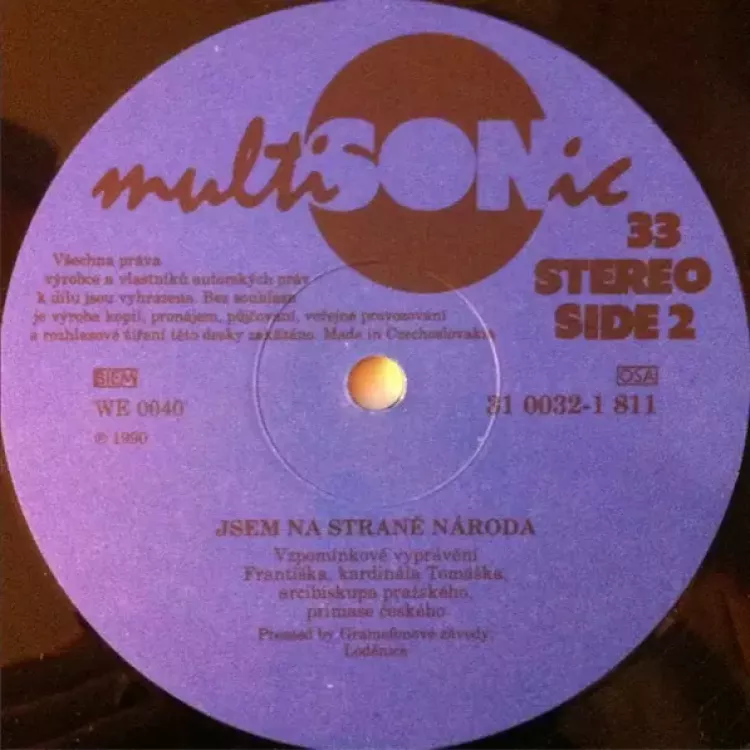 multiSONic
33
STEREO
SIDE 2
Všechna práva
výrobce a vlastníků autorských práv
k dílu jsou vyhrazena. Bez souhlasu
je výroba kopií, pronájem, půjčování, veřejné provozování
a rozhlasové šíření této desky zakázáno. Made in Czechoslovakia
BIEM
OSA
WE 0040
31 0032-1 811
℗ 1990
JSEM NA STRANĚ NÁRODA
Vzpomínkové vyprávění
Františka, kardinála Tomáška,
arcibiskupa pražského,
primase českého
Pressed by Gramofonové závody,
Loděnice